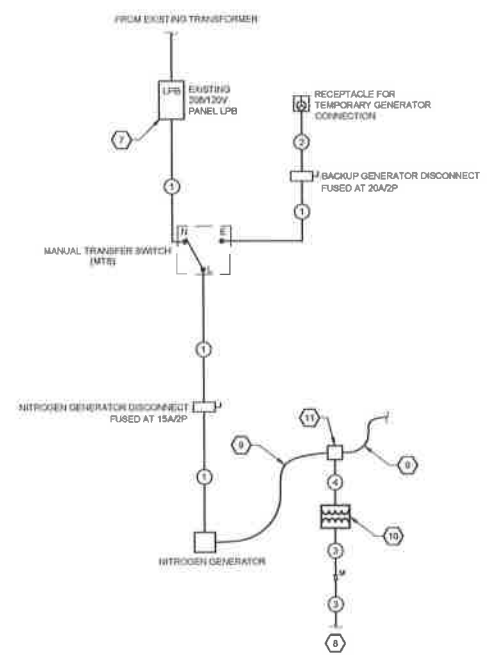 FROM EXISTING TRANSFORMER
LPB
EXISTING
208/120V
PANEL LPB
7
RECEPTACLE FOR
TEMPORARY GENERATOR
CONNECTION
2
BACKUP GENERATOR DISCONNECT
FUSED AT 20A/2P
1
1
N
E
MANUAL TRANSFER SWITCH
(MTS)
L
1
NITROGEN GENERATOR DISCONNECT
FUSED AT 15A/2P
11
9
9
1
4
NITROGEN GENERATOR
10
3
M
3
8